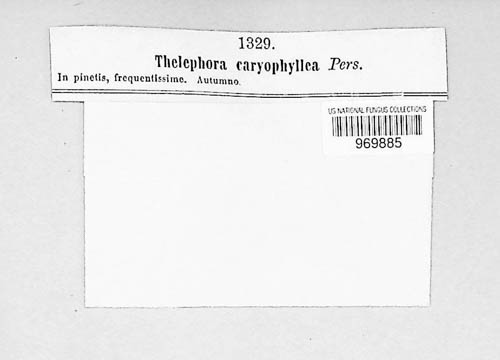 1329.
Thelephora caryophyllea Pers.
In pinetis, frequentissime. Autumno.
US NATIONAL FUNGUS COLLECTIONS
969885